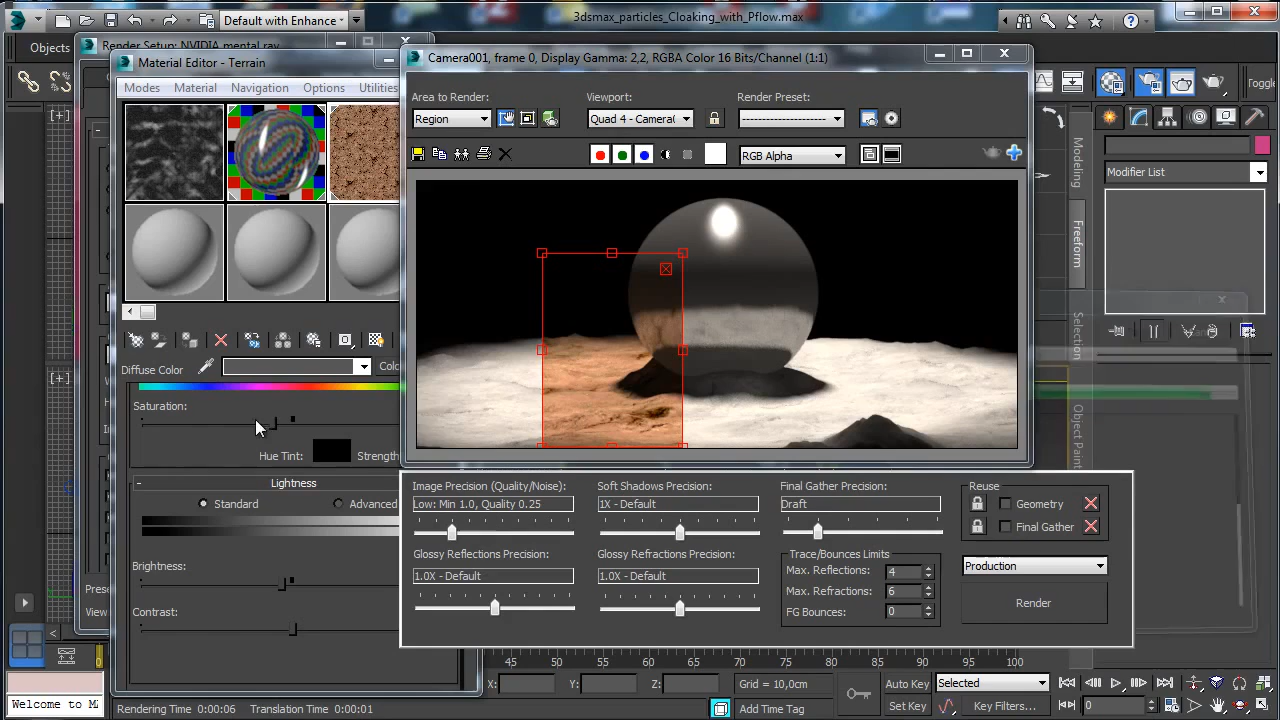 Default with Enhance
3dsmax_particles_Cloaking_with_Pflow.max
Objects
Render Setup: NVIDIA mental ray
Material Editor - Terrain
Camera001, frame 0, Display Gamma: 2,2, RGBA Color 16 Bits/Channel (1:1)
Toggle
Modes Material Navigation Options Utilities
Area to Render:
Viewport:
Render Preset:
Region
Quad 4 - Camera(
RGB Alpha
[+]
[+]
Modeling
Freeform
Selection
Object Paint
Modifier List
Diffuse Color
Colo
Saturation:
Hue Tint:
Strength
Lightness
Standard
Advanced
Brightness:
Contrast:
Image Precision (Quality/Noise):
Low: Min 1.0, Quality 0.25
Soft Shadows Precision:
1X - Default
Final Gather Precision:
Draft
Glossy Reflections Precision:
1.0X - Default
Glossy Refractions Precision:
1.0X - Default
Trace/Bounces Limits
Max. Reflections: 4
Max. Refractions: 6
FG Bounces: 0
Reuse
Geometry
Final Gather
Production
Render
Prese
View
45 50 55 60 65 70 75 80 85 90 95 100
X:
Y:
Z:
Grid = 10,0cm
Auto Key
Selected
Set Key
Key Filters...
0
Welcome to MA
Rendering Time 0:00:06
Translation Time 0:00:01
Add Time Tag